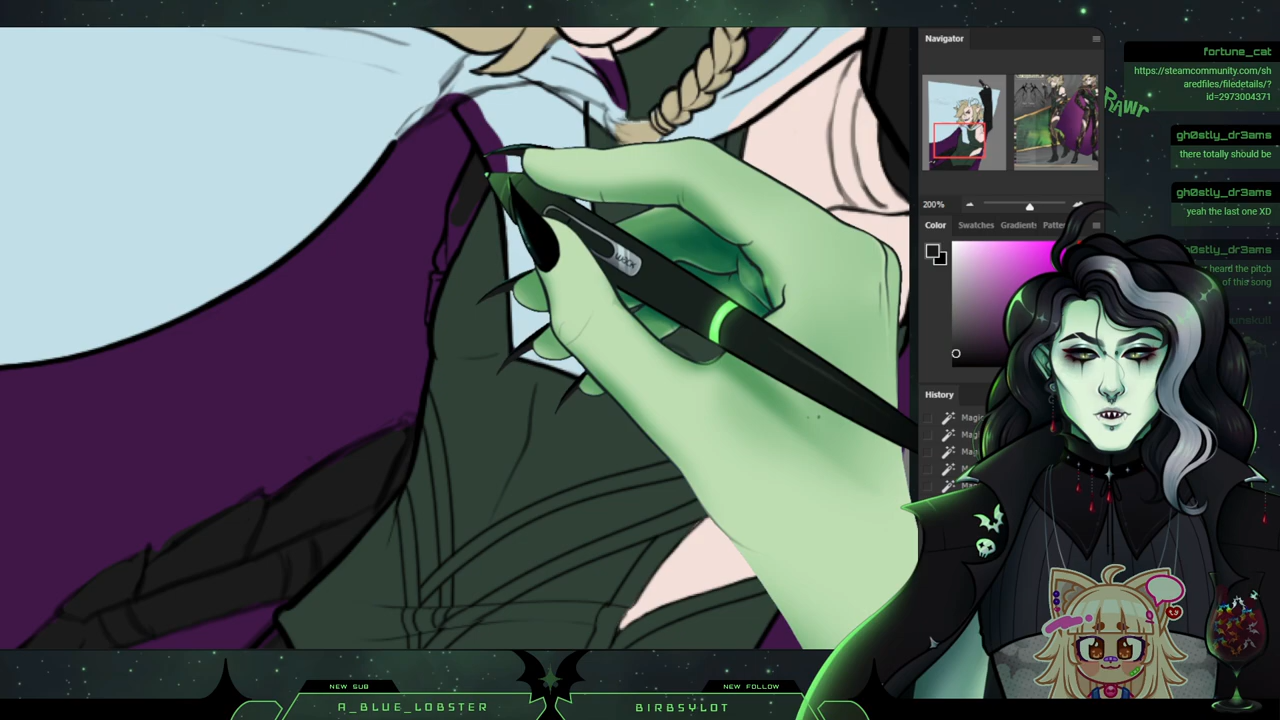 Navigator
200%
Color
Swatches
Gradients
History
Magic
fortune_cat
https://steamcommunity.com/sh
aredfiles/filedetails/?
id=2973004371
RAWr
gh0stly_dr3ams
there totally should be
gh0stly_dr3ams
yeah the last one XD
h0stly_dr3ams
heard the pitch
of this song
NEW SUB
A_BLUE_LOBSTER
NEW FOLLOW
BIRBSYLOT